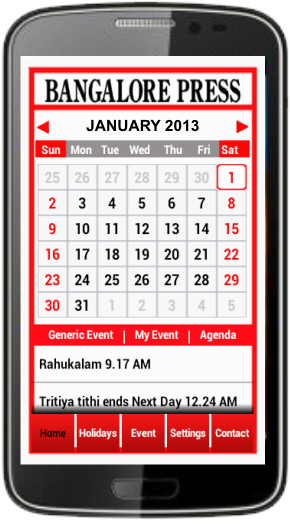 BANGALORE PRESS
JANUARY 2013
Sun Mon Tue Wed Thu Fri Sat
25 26 27 28 29 30 1
2 3 4 5 6 7 8
9 10 11 12 13 14 15
16 17 18 19 20 21 22
23 24 25 26 27 28 29
30 31 1 2 3 4 5
Generic Event | My Event | Agenda
Rahukalam 9.17 AM
Tritiya tithi ends Next Day 12.24 AM
Home Holidays Event Settings Contact